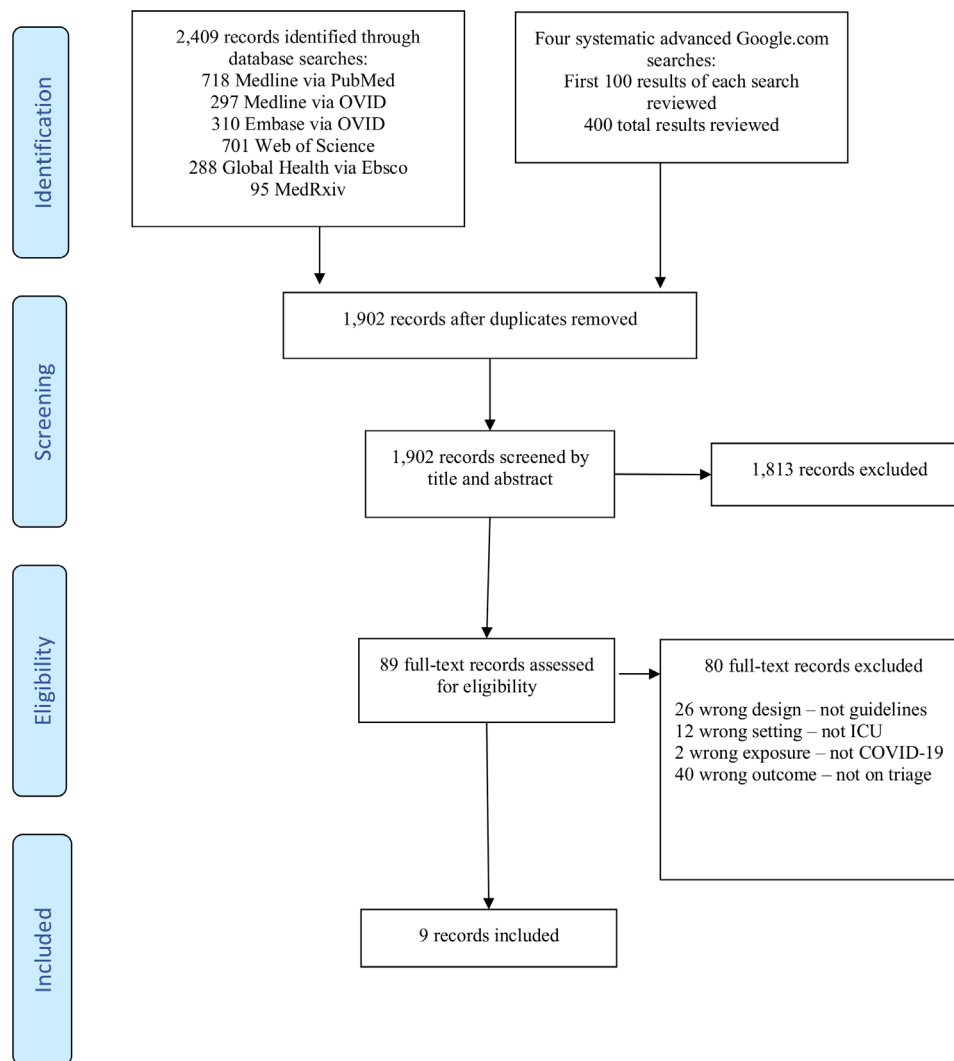 Identification
2,409 records identified through
database searches:
718 Medline via PubMed
297 Medline via OVID
310 Embase via OVID
701 Web of Science
288 Global Health via Ebsco
95 MedRxiv
Four systematic advanced Google.com
searches:
First 100 results of each search
reviewed
400 total results reviewed
1,902 records after duplicates removed
Screening
1,902 records screened by
title and abstract
1,813 records excluded
Eligibility
89 full-text records assessed
for eligibility
80 full-text records excluded
26 wrong design – not guidelines
12 wrong setting – not ICU
2 wrong exposure – not COVID-19
40 wrong outcome – not on triage
Included
9 records included